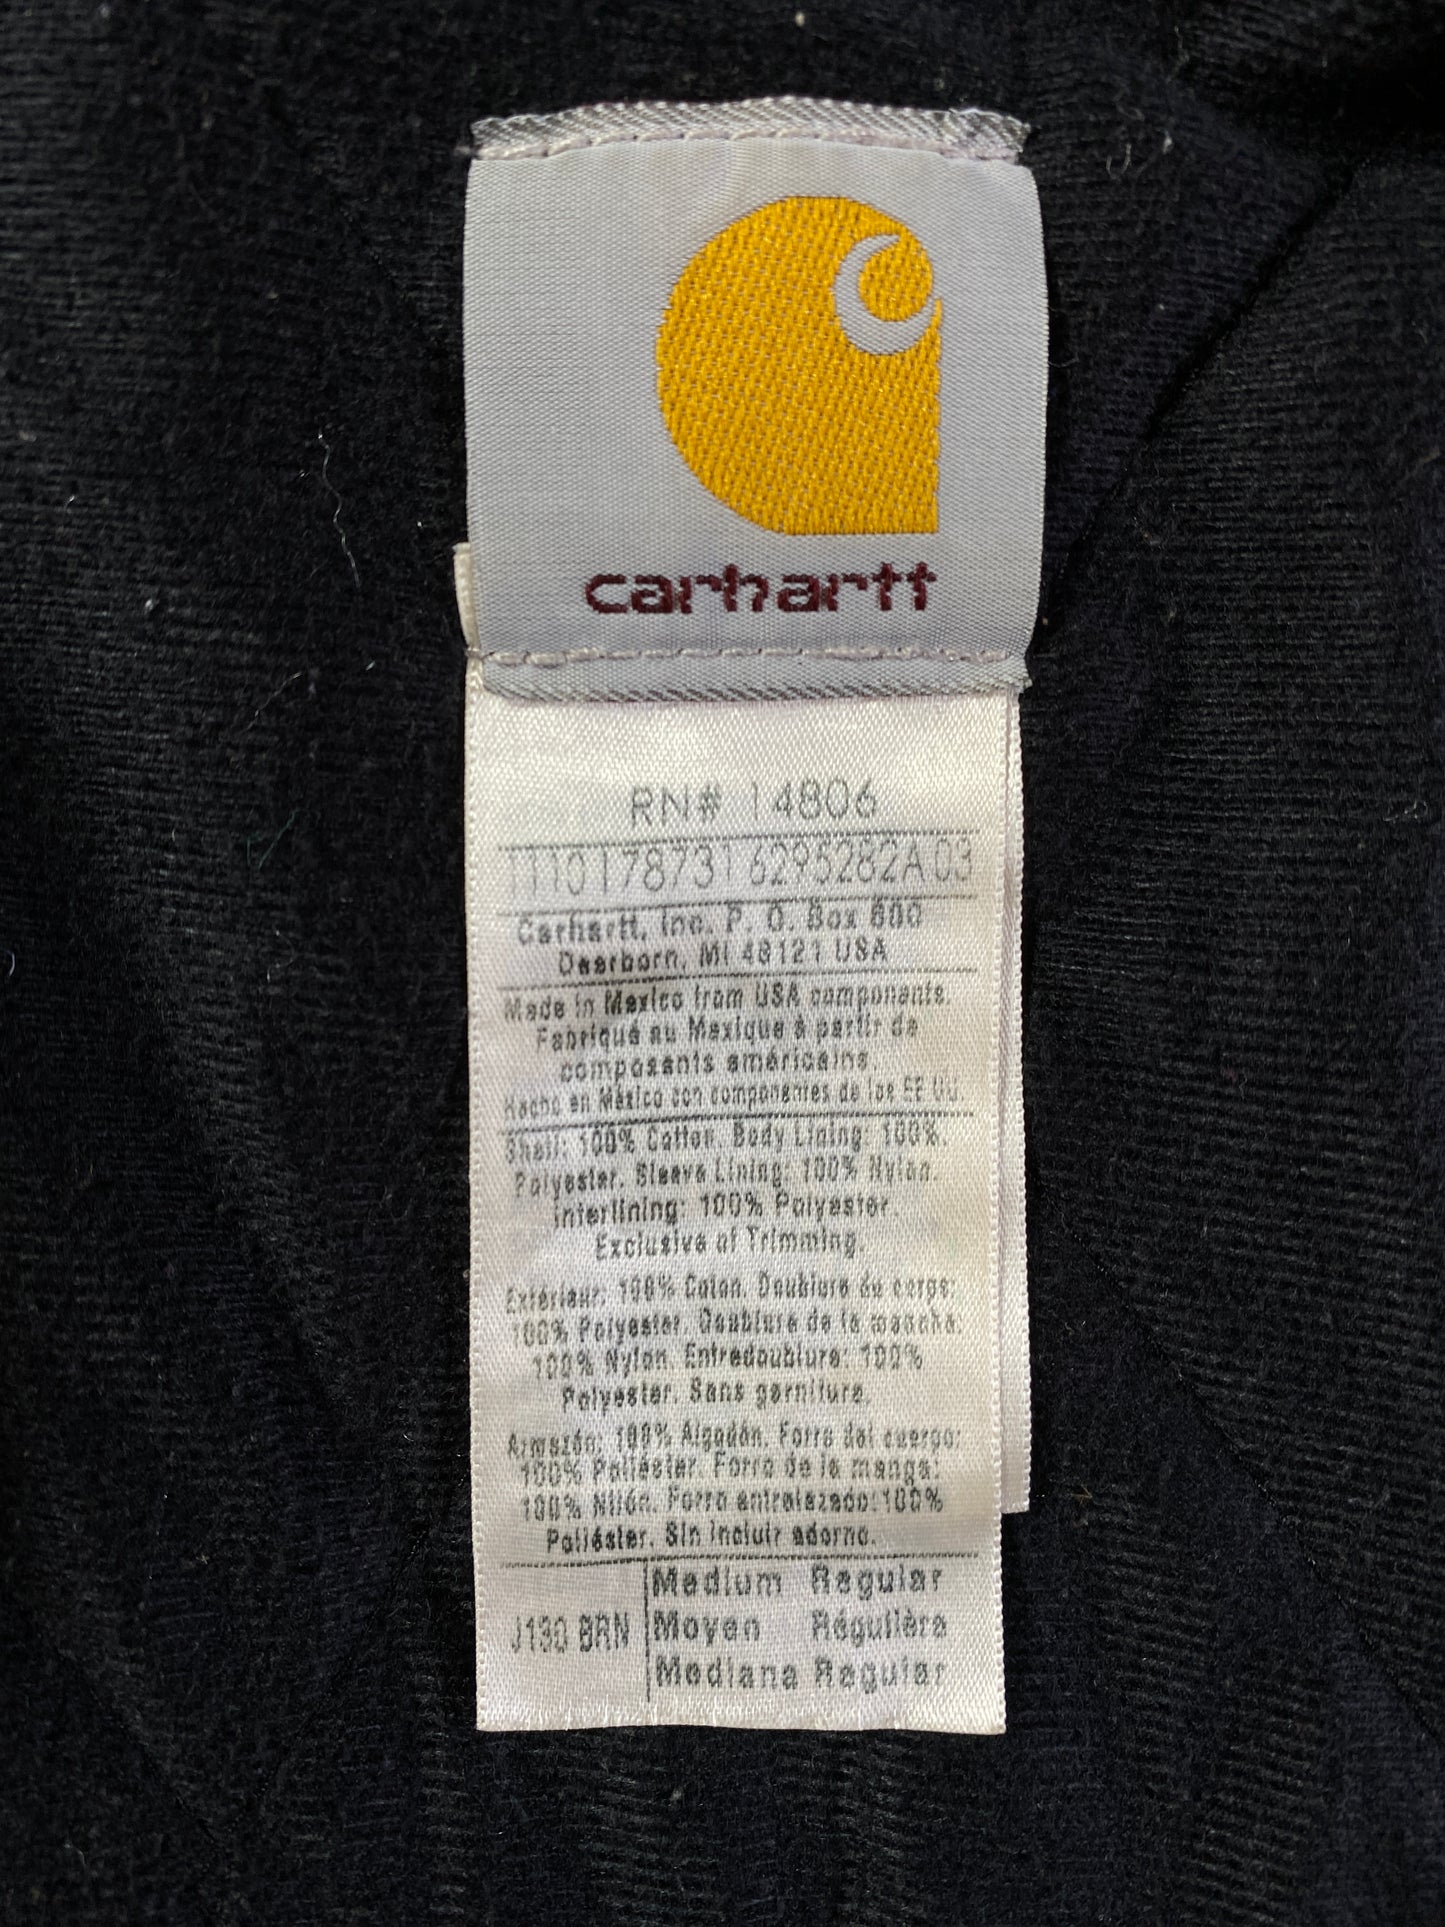 carhartt
RN# 14806
1110178731 6295282A 03
Carhartt, Inc. P. O. Box 600
Dearborn, MI 48121 USA
Made in Mexico from USA components.
Fabriqué au Mexique à partir de
composants américains
Hecho en México con componentes de los EE UU.
Shell: 100% Cotton. Body Lining: 100%.
Polyester. Sleeve Lining: 100% Nylon.
Interlining: 100% Polyester.
Exclusive of Trimming.
Extérieur: 100% Coton. Doublure de corps:
100% Polyester. Doublure de la manche:
100% Nylon. Entredoublure: 100%
Polyester. Sans garniture.
Armazón: 100% Algodón. Forro del cuerpo:
100% Poliéster. Forro de la manga:
100% Nilón. Forro entrelazado:100%
Poliéster. Sin incluir adorno.
J130 BRN
Medium Regular
Moyen Régulière
Mediana Regular